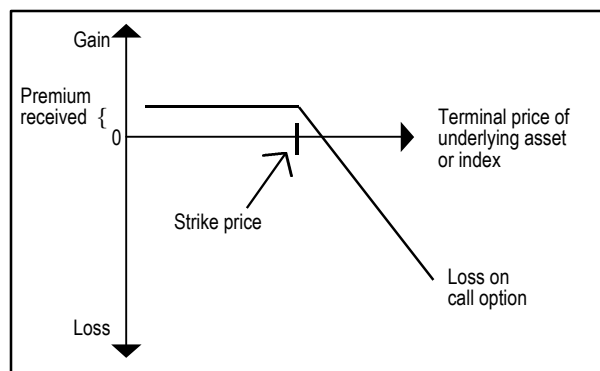 Gain
Premium
received {
0
Terminal price of
underlying asset
or index
Strike price
Loss on
call option
Loss